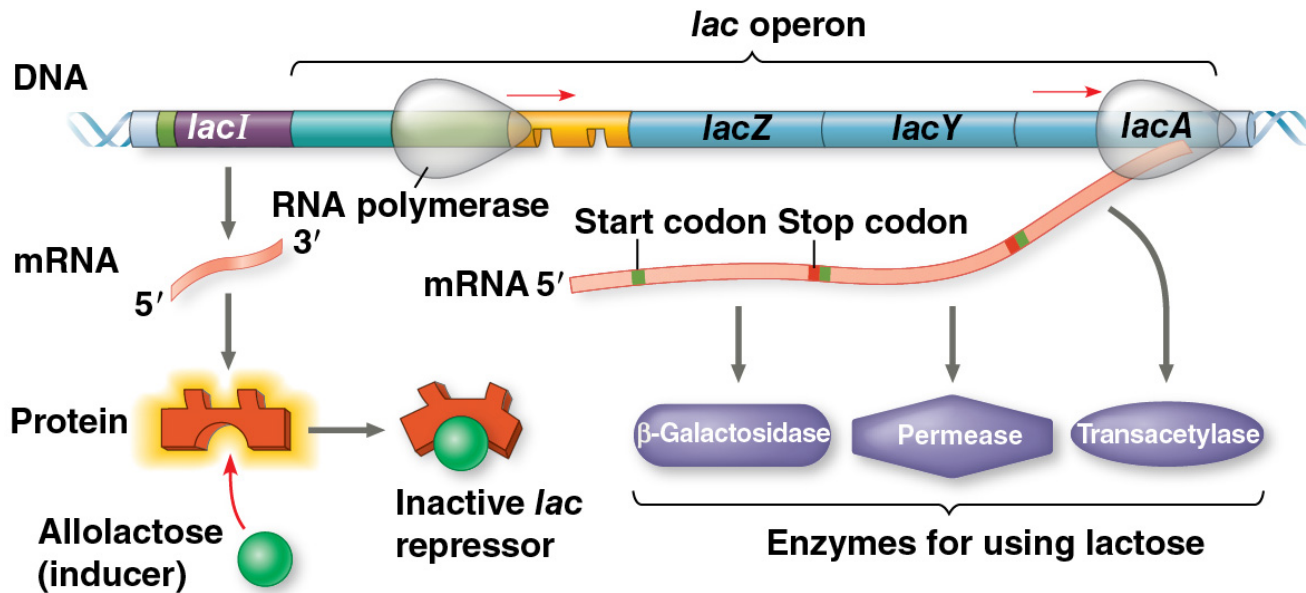 lac operon
DNA
lacI
lacZ
lacY
lacA
RNA polymerase
3′
mRNA
5′
Start codon
Stop codon
mRNA 5′
Protein
β-Galactosidase
Permease
Transacetylase
Inactive lac
repressor
Allolactose
(inducer)
Enzymes for using lactose